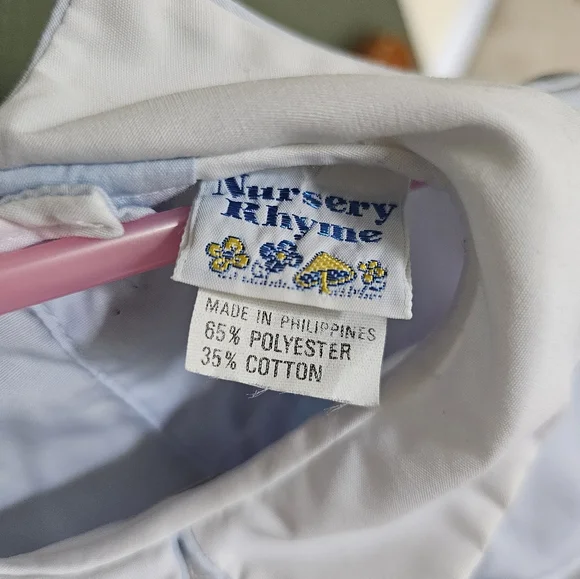 Nursery
Rhyme
MADE IN PHILIPPINES
65% POLYESTER
35% COTTON